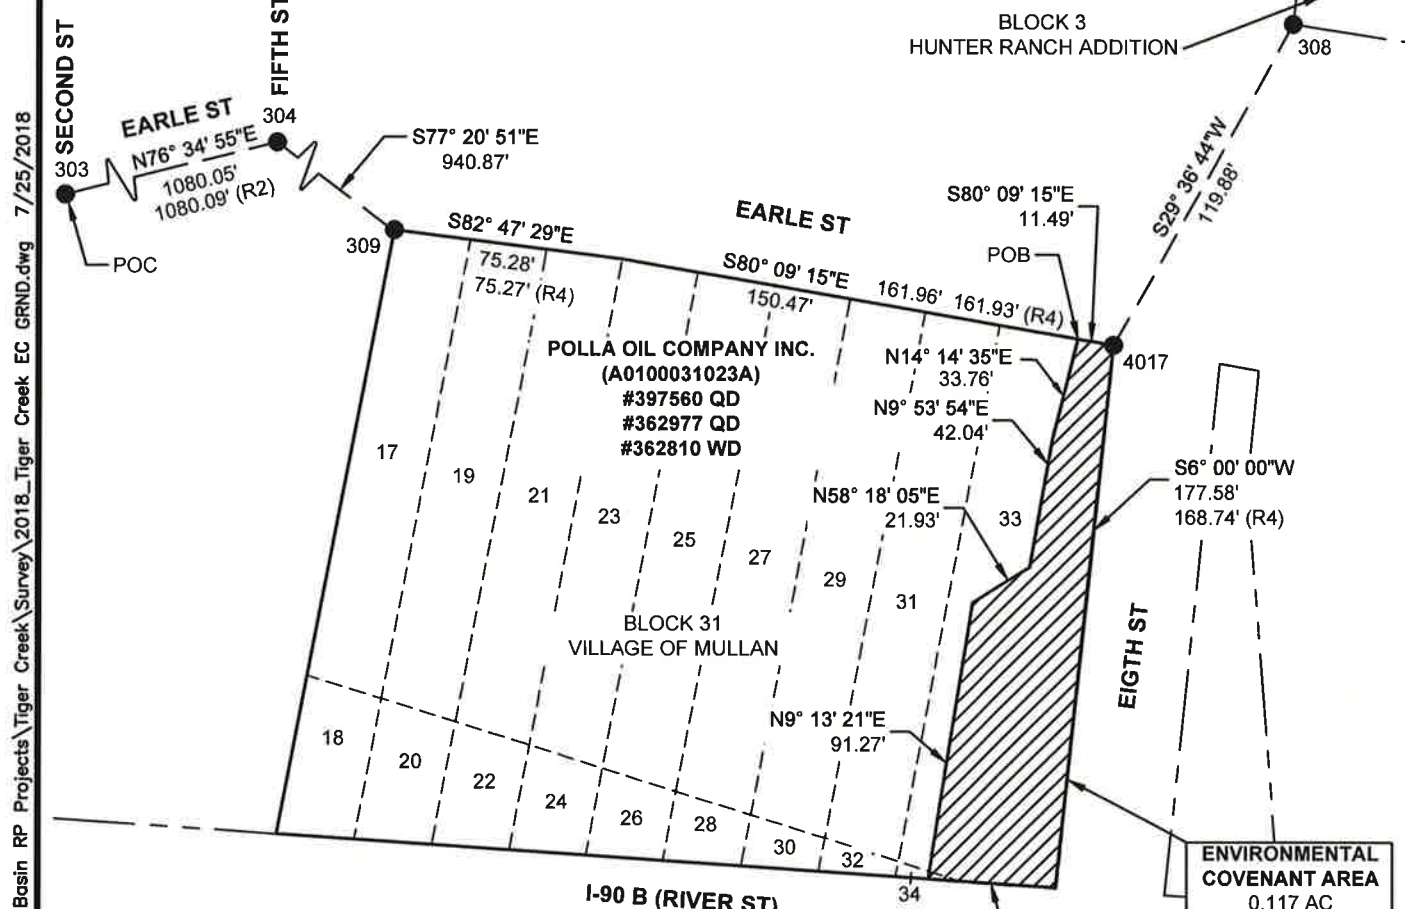 BLOCK 3
HUNTER RANCH ADDITION
308
SECOND ST
FIFTH ST
EARLE ST
304
303
N76° 34' 55"E
1080.05'
1080.09' (R2)
POC
S77° 20' 51"E
940.87'
309
S82° 47' 29"E
75.28'
75.27' (R4)
EARLE ST
S80° 09' 15"E
150.47'
161.96' 161.93' (R4)
S80° 09' 15"E
11.49'
POB
S29° 36' 44"W
119.88'
4017
POLLA OIL COMPANY INC.
(A0100031023A)
#397560 QD
#362977 QD
#362810 WD
N14° 14' 35"E
33.76'
N9° 53' 54"E
42.04'
N58° 18' 05"E
21.93'
S6° 00' 00"W
177.58'
168.74' (R4)
17
19
21
23
25
27
29
31
33
BLOCK 31
VILLAGE OF MULLAN
EIGTH ST
N9° 13' 21"E
91.27'
18
20
22
24
26
28
30
32
34
I-90 B (RIVER ST)
ENVIRONMENTAL
COVENANT AREA
0.117 AC
Basin RP Projects\Tiger Creek\Survey\2018_Tiger Creek EC GRND.dwg 7/25/2018